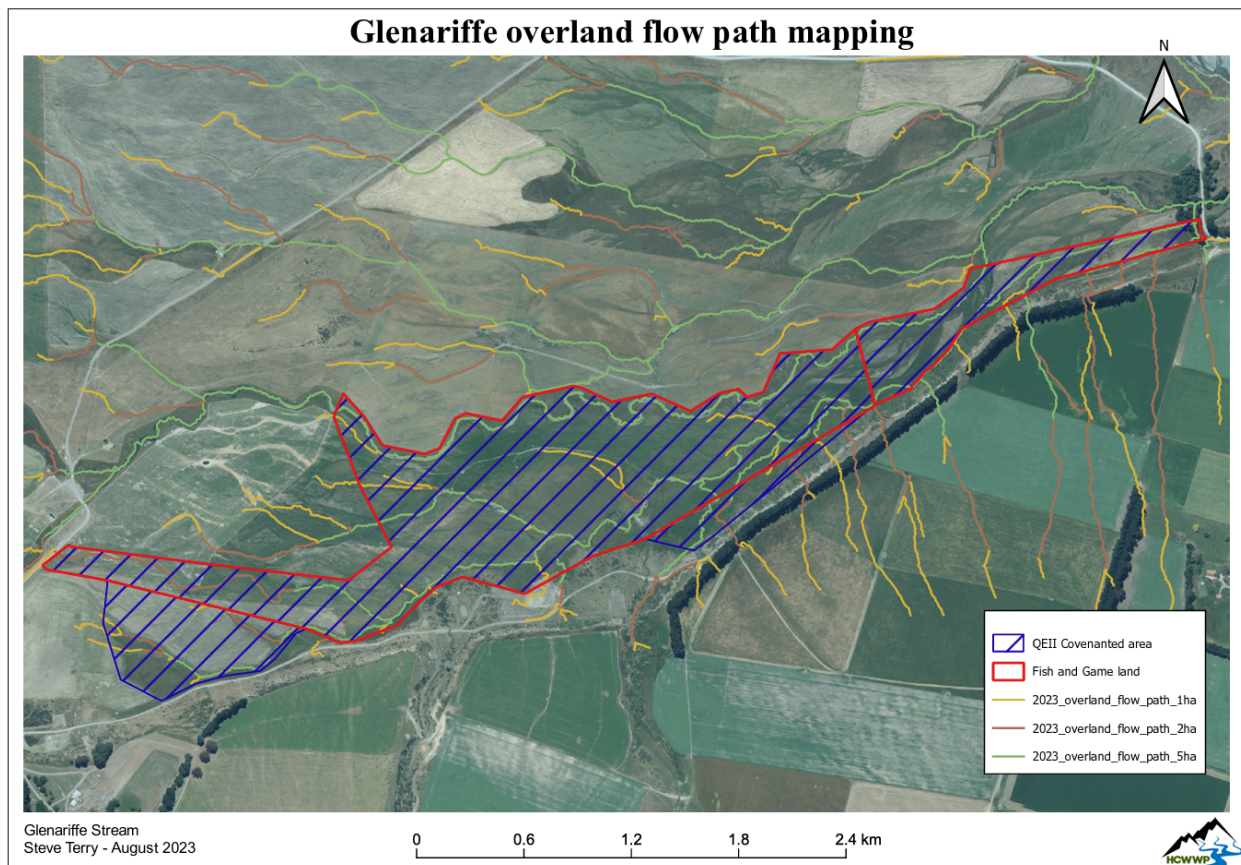 Glenariffe overland flow path mapping
N
QEII Covenanted area
Fish and Game land
2023_overland_flow_path_1ha
2023_overland_flow_path_2ha
2023_overland_flow_path_5ha
Glenariffe Stream
Steve Terry - August 2023
0 0.6 1.2 1.8 2.4 km
HCWWP